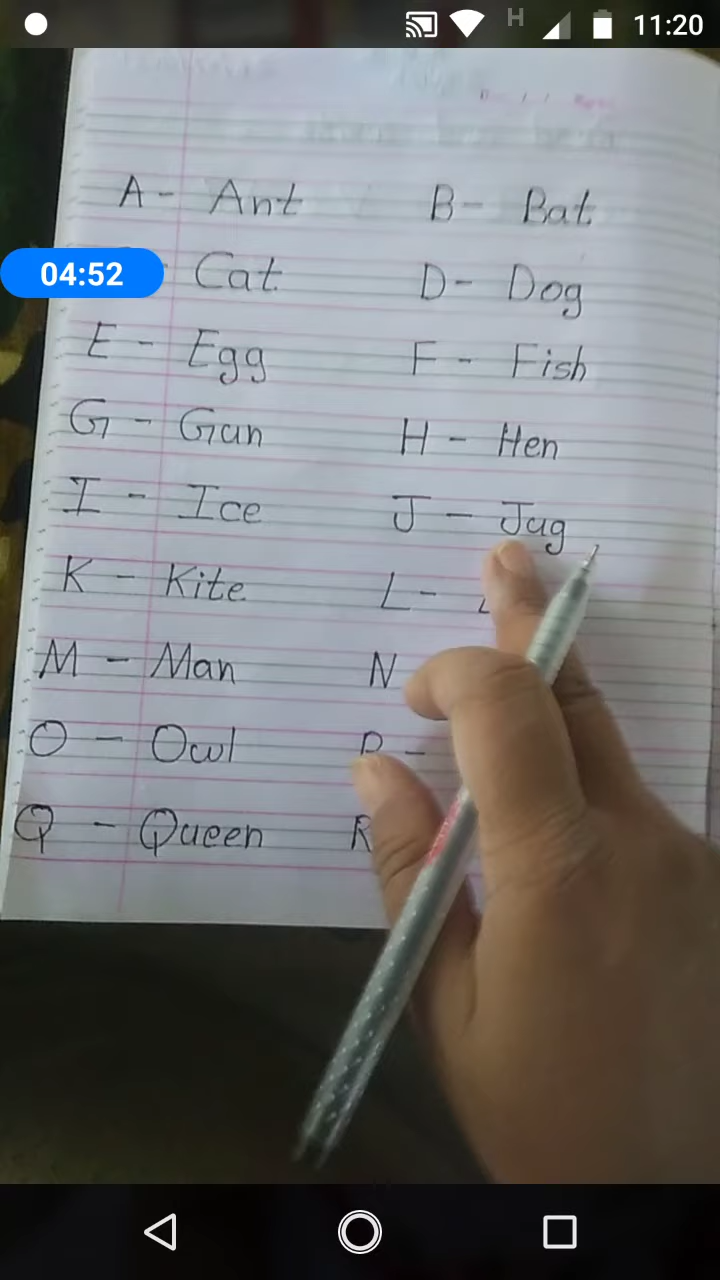 H 11:20
A - Ant B - Bat
04:52 Cat
D - Dog
E - Egg F - Fish
G - Gun H - Hen
I - Ice J - Jug
K - Kite L -
M - Man N
O - Owl P -
Q - Queen R